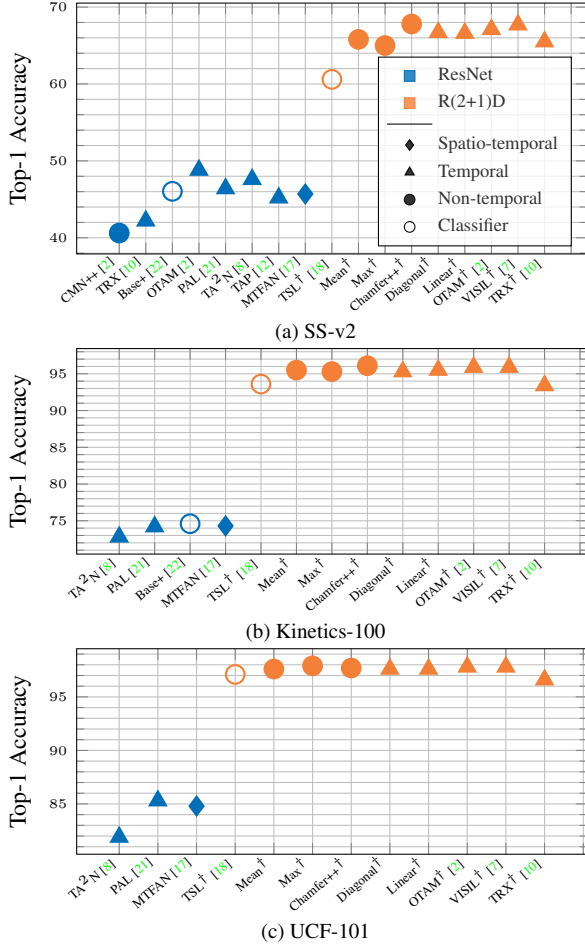 70
60
50
40
Top-1 Accuracy
ResNet
R(2+1)D
Spatio-temporal
Temporal
Non-temporal
Classifier
CMN++ [2]
TRX [10]
Base+ [22]
OTAM [2]
PAL [21]
TA²N [8]
TAP [12]
MTFAN [17]
TSL† [18]
Mean†
Max†
Chamfer++†
Diagonal†
Linear†
OTAM† [2]
VISIL† [7]
TRX† [10]
(a) SS-v2
95
90
85
80
75
Top-1 Accuracy
TA²N [8]
PAL [21]
Base+ [22]
MTFAN [17]
TSL† [18]
Mean†
Max†
Chamfer++†
Diagonal†
Linear†
OTAM† [2]
VISIL† [7]
TRX† [10]
(b) Kinetics-100
95
90
85
Top-1 Accuracy
TA²N [8]
PAL [21]
MTFAN [17]
TSL† [18]
Mean†
Max†
Chamfer++†
Diagonal†
Linear†
OTAM† [2]
VISIL† [7]
TRX† [10]
(c) UCF-101